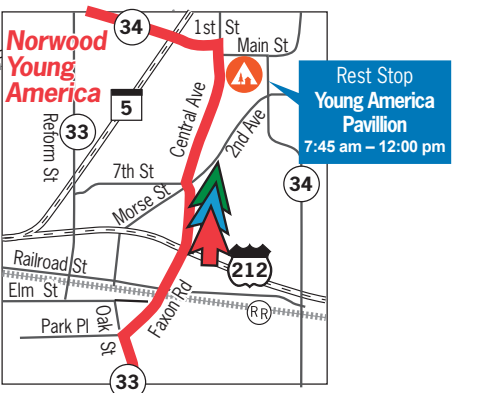 34
1st St
Main St
Norwood
Young
America
5
Rest Stop
Young America
Pavillion
7:45 am – 12:00 pm
Reform St
33
Central Ave
2nd Ave
7th St
34
Morse St
212
Railroad St
Elm St
RR
Oak St
Faxon Rd
Park Pl
33